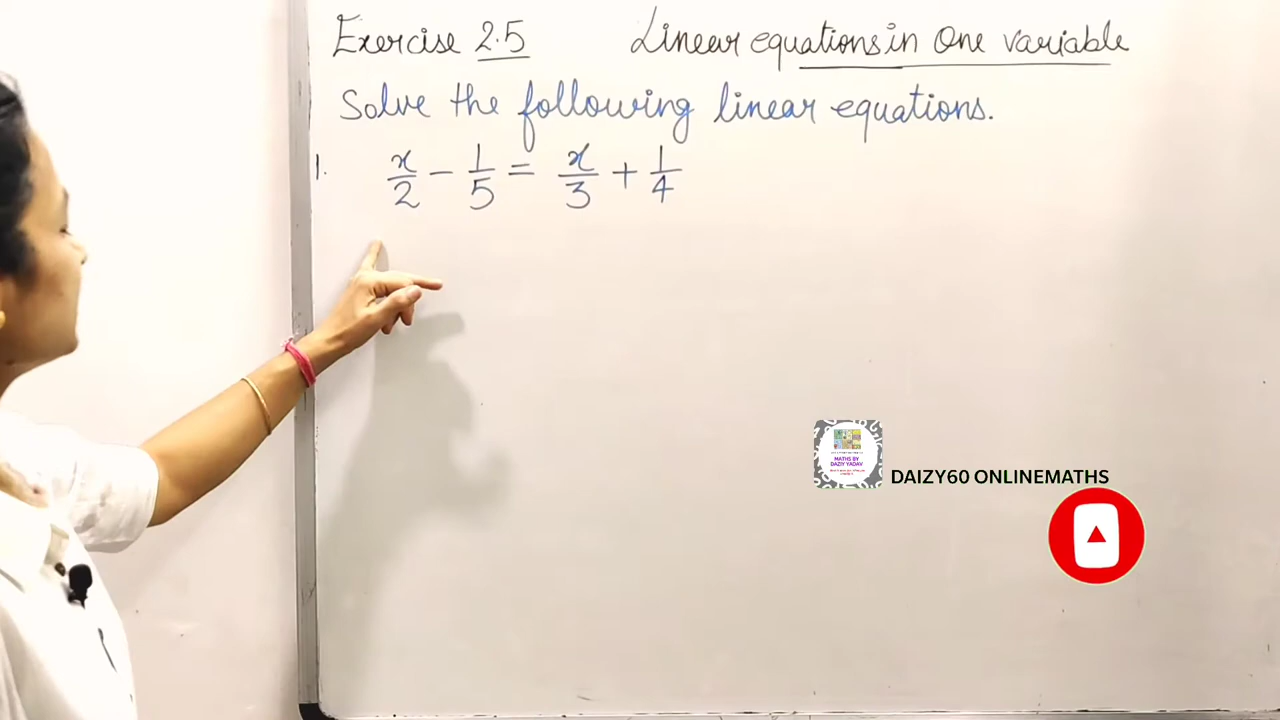 Exercise 2.5 Linear equations in One variable
Solve the following linear equations.
1. x/2 - 1/5 = x/3 + 1/4
MATHS BY
DAZIY YADAV
DAIZY60 ONLINEMATHS